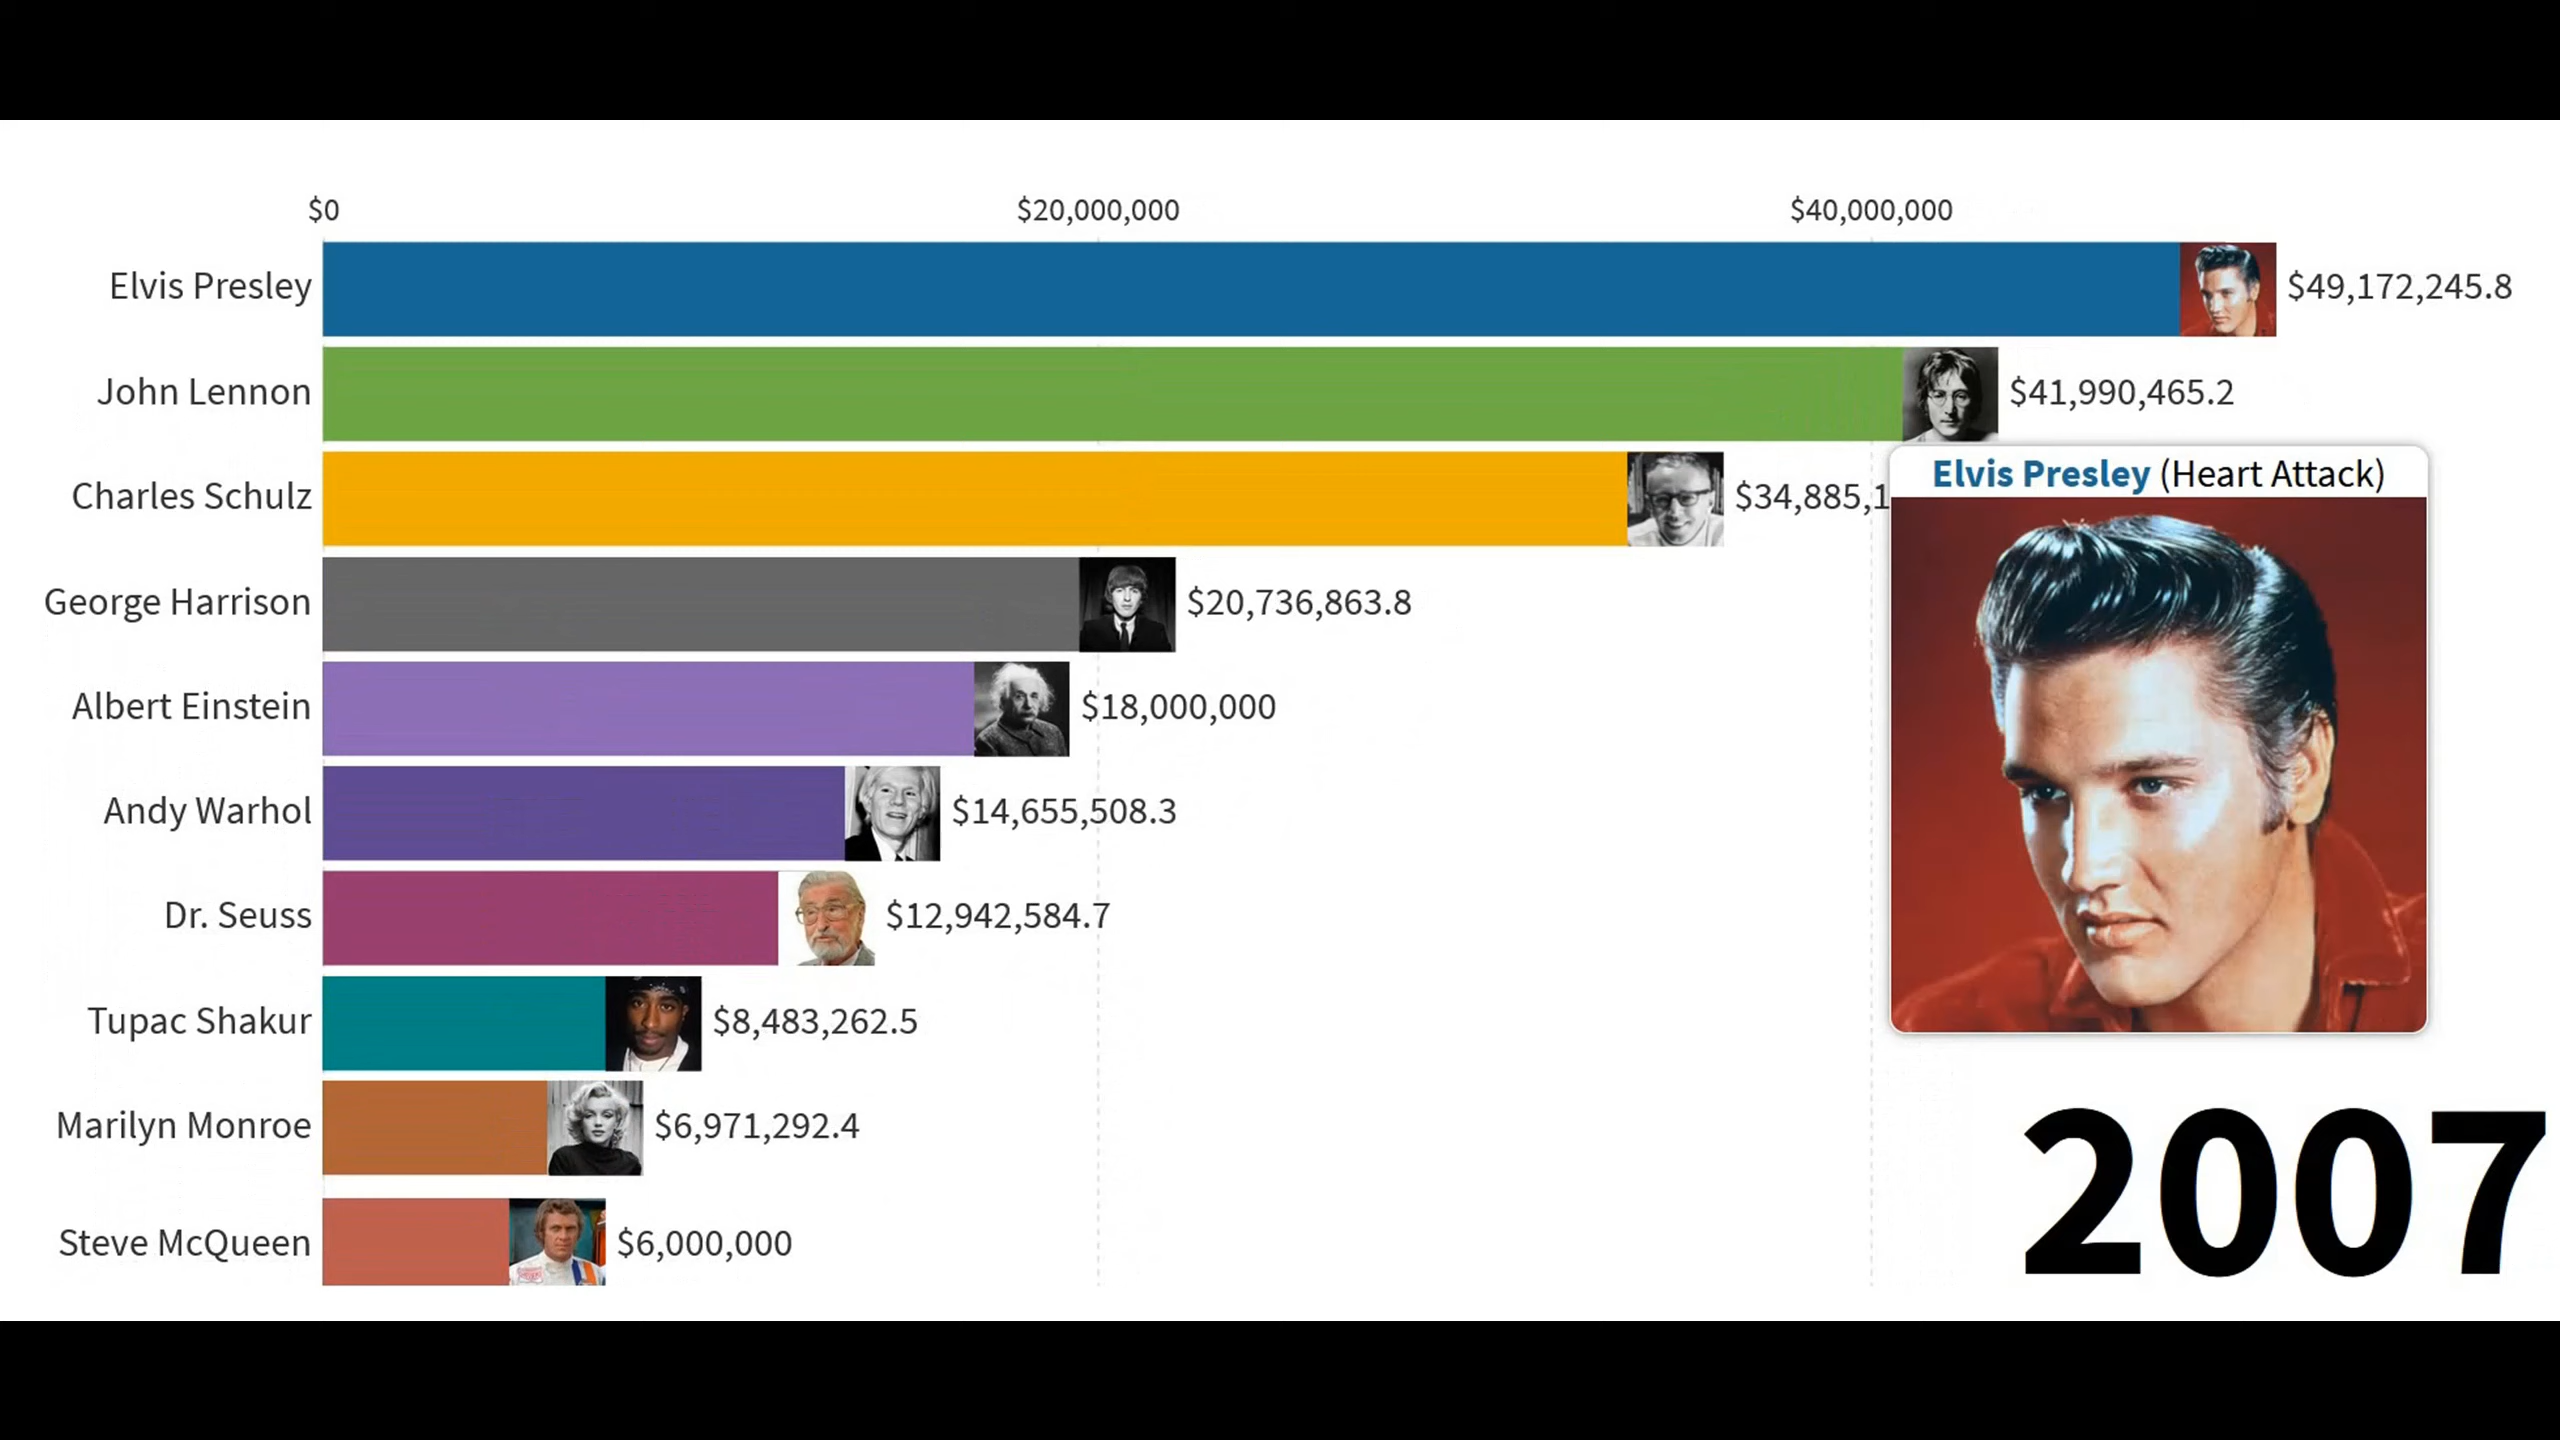 $0 $20,000,000 $40,000,000
Elvis Presley $49,172,245.8
John Lennon $41,990,465.2
Elvis Presley (Heart Attack)
Charles Schulz $34,885,1
George Harrison $20,736,863.8
Albert Einstein $18,000,000
Andy Warhol $14,655,508.3
Dr. Seuss $12,942,584.7
Tupac Shakur $8,483,262.5
Marilyn Monroe $6,971,292.4
Steve McQueen $6,000,000
2007